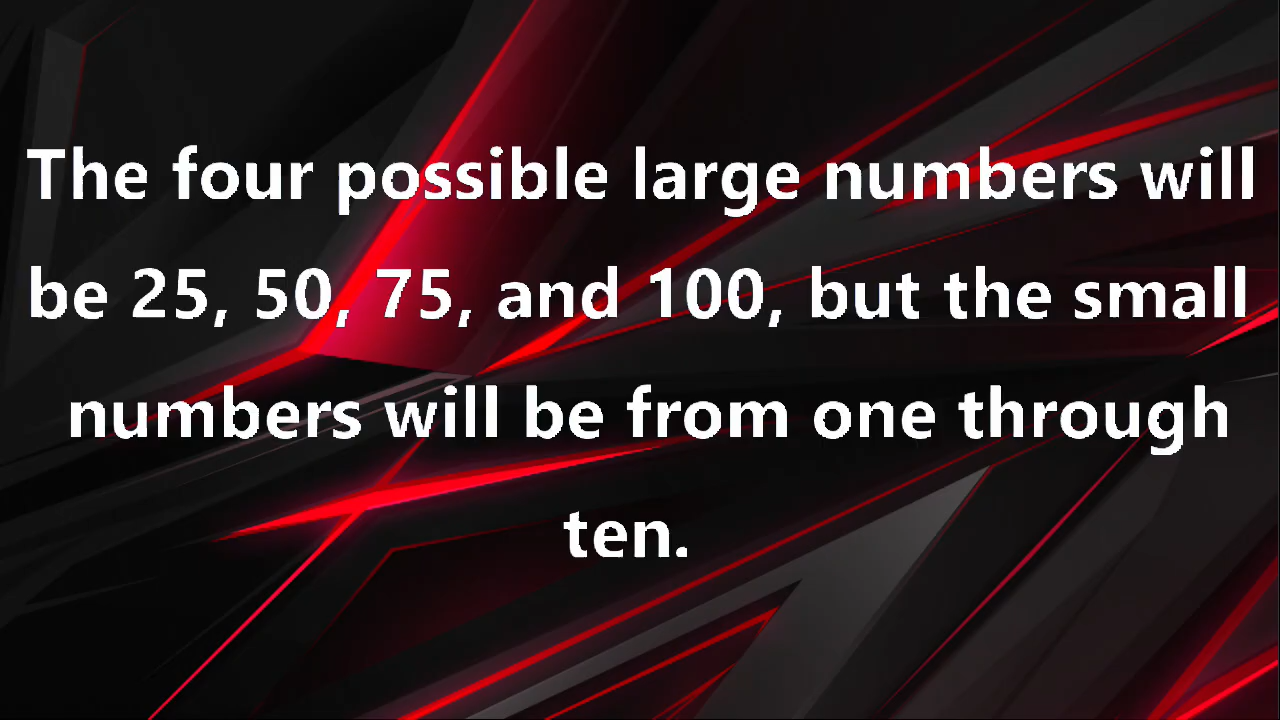 The four possible large numbers will
be 25, 50, 75, and 100, but the small
numbers will be from one through
ten.